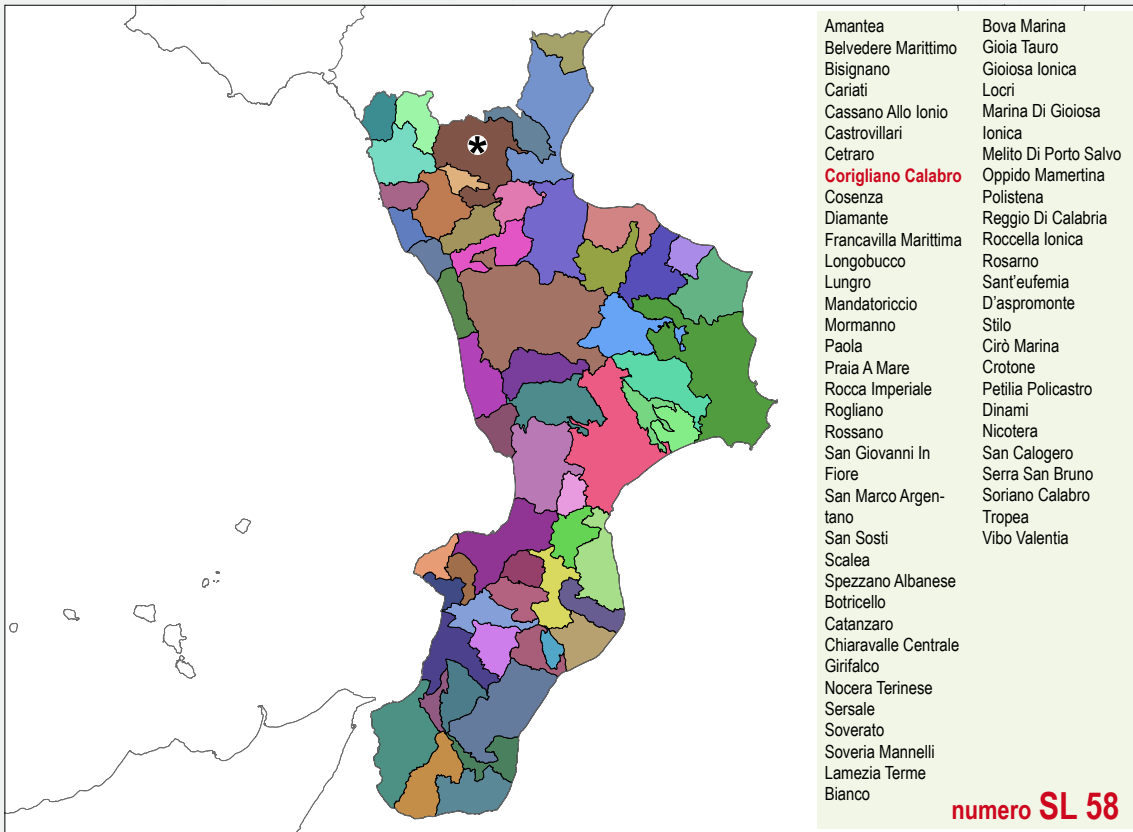 Amantea
Belvedere Marittimo
Bisignano
Cariati
Cassano Allo Ionio
Castrovillari
Cetraro
Corigliano Calabro
Cosenza
Diamante
Francavilla Marittima
Longobucco
Lungro
Mandatoriccio
Mormanno
Paola
Praia A Mare
Rocca Imperiale
Rogliano
Rossano
San Giovanni In
Fiore
San Marco Argen-
tano
San Sosti
Scalea
Spezzano Albanese
Botricello
Catanzaro
Chiaravalle Centrale
Girifalco
Nocera Terinese
Sersale
Soverato
Soveria Mannelli
Lamezia Terme
Bianco
Bova Marina
Gioia Tauro
Gioiosa Ionica
Locri
Marina Di Gioiosa
Ionica
Melito Di Porto Salvo
Oppido Mamertina
Polistena
Reggio Di Calabria
Roccella Ionica
Rosarno
Sant'eufemia
D'aspromonte
Stilo
Cirò Marina
Crotone
Petilia Policastro
Dinami
Nicotera
San Calogero
Serra San Bruno
Soriano Calabro
Tropea
Vibo Valentia
numero SL 58